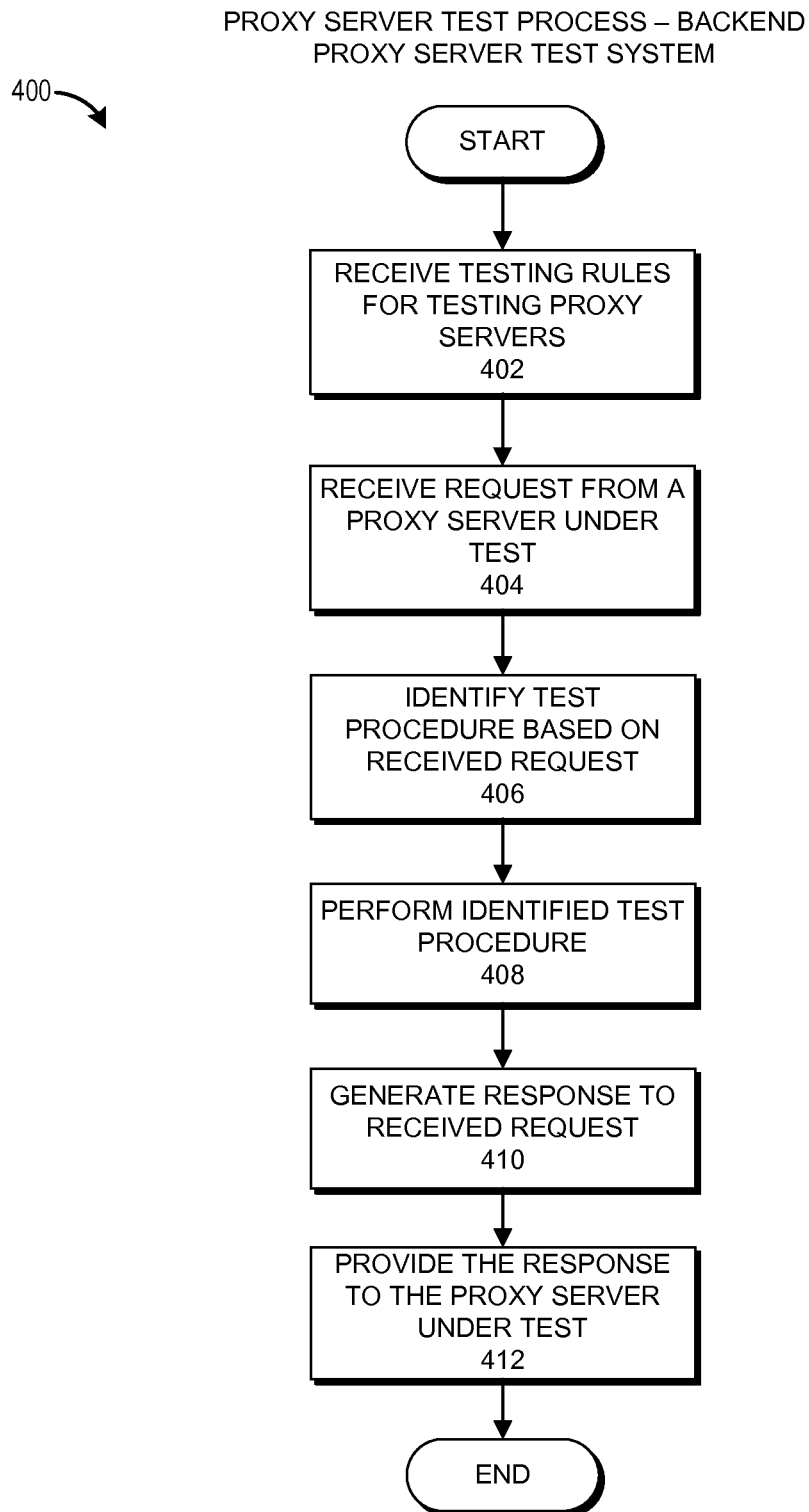 PROXY SERVER TEST PROCESS – BACKEND
PROXY SERVER TEST SYSTEM
400
START
RECEIVE TESTING RULES
FOR TESTING PROXY
SERVERS
402
RECEIVE REQUEST FROM A
PROXY SERVER UNDER
TEST
404
IDENTIFY TEST
PROCEDURE BASED ON
RECEIVED REQUEST
406
PERFORM IDENTIFIED TEST
PROCEDURE
408
GENERATE RESPONSE TO
RECEIVED REQUEST
410
PROVIDE THE RESPONSE
TO THE PROXY SERVER
UNDER TEST
412
END